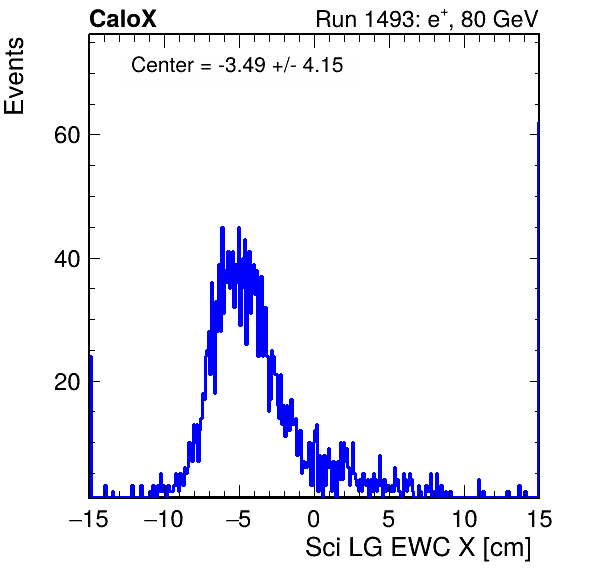 CaloX Run 1493: e⁺, 80 GeV
Center = -3.49 +/- 4.15
Events
60
40
20
−15 −10 −5 0 5 10 15
Sci LG EWC X [cm]